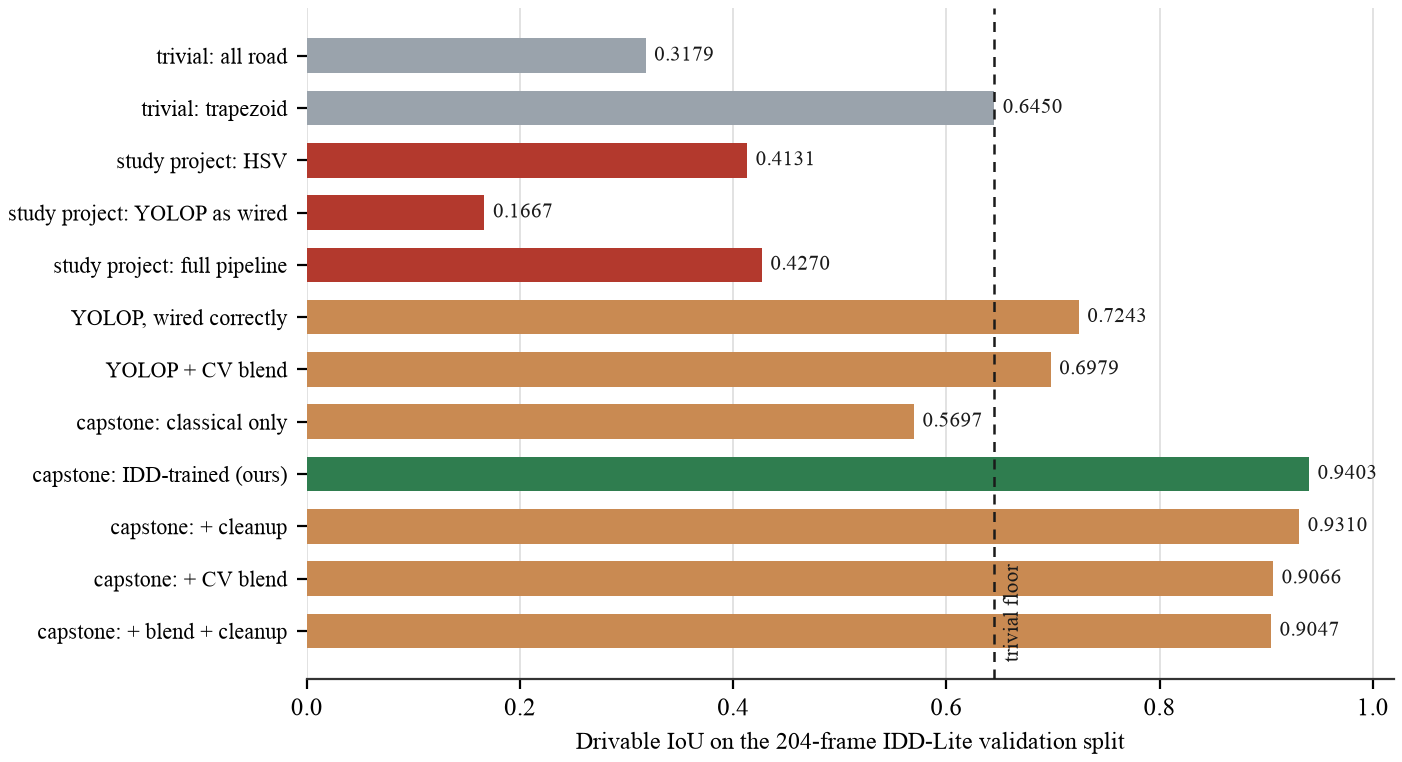 trivial: all road
0.3179
trivial: trapezoid
0.6450
study project: HSV
0.4131
study project: YOLOP as wired
0.1667
study project: full pipeline
0.4270
YOLOP, wired correctly
0.7243
YOLOP + CV blend
0.6979
capstone: classical only
0.5697
capstone: IDD-trained (ours)
0.9403
capstone: + cleanup
0.9310
capstone: + CV blend
0.9066
capstone: + blend + cleanup
0.9047
trivial floor
0.0 0.2 0.4 0.6 0.8 1.0
Drivable IoU on the 204-frame IDD-Lite validation split